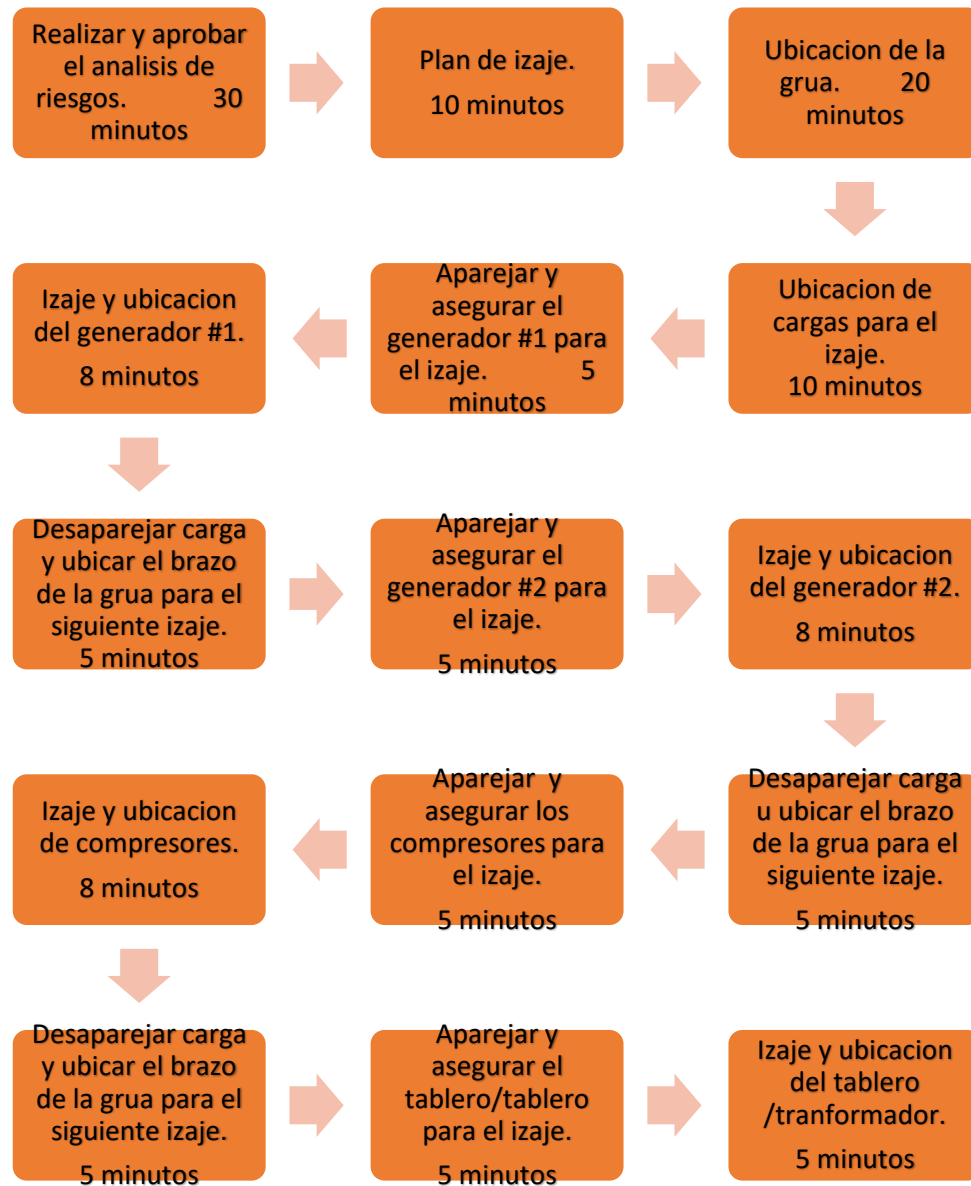 Realizar y aprobar
el analisis de
riesgos. 30
minutos
Plan de izaje.
10 minutos
Ubicacion de la
grua. 20
minutos
Ubicacion de
cargas para el
izaje.
10 minutos
Aparejar y
asegurar el
generador #1 para
el izaje. 5
minutos
Izaje y ubicacion
del generador #1.
8 minutos
Desaparejar carga
y ubicar el brazo
de la grua para el
siguiente izaje.
5 minutos
Aparejar y
asegurar el
generador #2 para
el izaje.
5 minutos
Izaje y ubicacion
del generador #2.
8 minutos
Desaparejar carga
u ubicar el brazo
de la grua para el
siguiente izaje.
5 minutos
Aparejar y
asegurar los
compresores para
el izaje.
5 minutos
Izaje y ubicacion
de compresores.
8 minutos
Desaparejar carga
y ubicar el brazo
de la grua para el
siguiente izaje.
5 minutos
Aparejar y
asegurar el
tablero/tablero
para el izaje.
5 minutos
Izaje y ubicacion
del tablero
/tranformador.
5 minutos